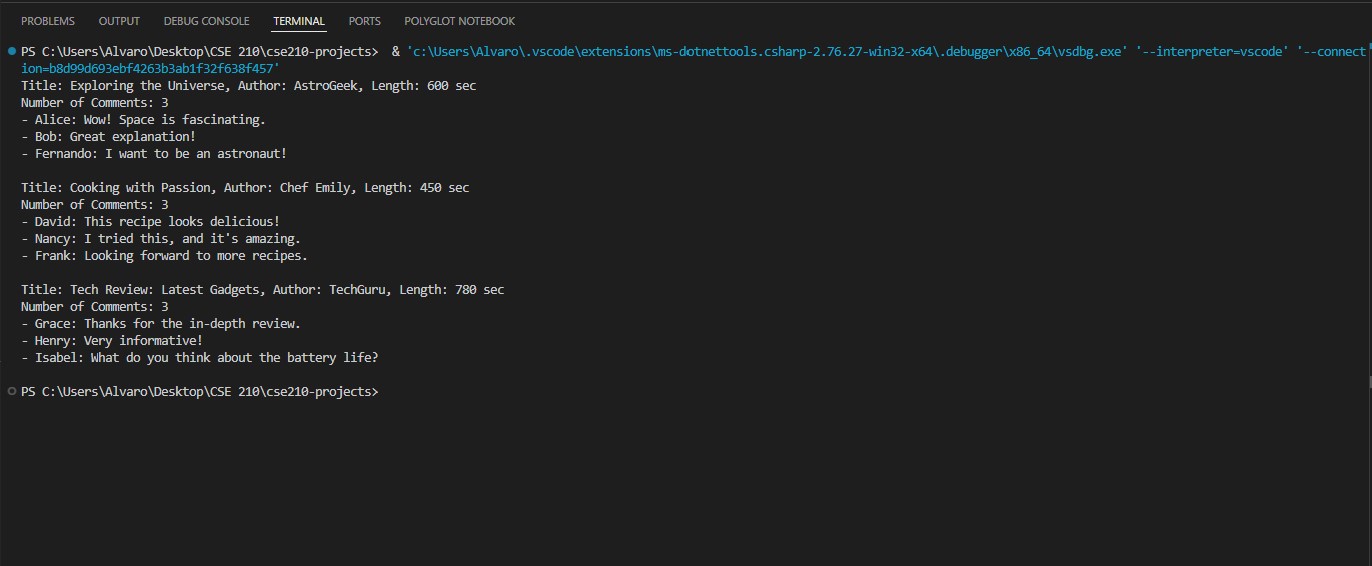 PROBLEMS OUTPUT DEBUG CONSOLE TERMINAL PORTS POLYGLOT NOTEBOOK
PS C:\Users\Alvaro\Desktop\CSE 210\cse210-projects>  & 'c:\Users\Alvaro\.vscode\extensions\ms-dotnettools.csharp-2.76.27-win32-x64\.debugger\x86_64\vsdbg.exe' '--interpreter=vscode' '--connect
ion=b8d99d693ebf4263b3ab1f32f638f457'
Title: Exploring the Universe, Author: AstroGeek, Length: 600 sec
Number of Comments: 3
- Alice: Wow! Space is fascinating.
- Bob: Great explanation!
- Fernando: I want to be an astronaut!
Title: Cooking with Passion, Author: Chef Emily, Length: 450 sec
Number of Comments: 3
- David: This recipe looks delicious!
- Nancy: I tried this, and it's amazing.
- Frank: Looking forward to more recipes.
Title: Tech Review: Latest Gadgets, Author: TechGuru, Length: 780 sec
Number of Comments: 3
- Grace: Thanks for the in-depth review.
- Henry: Very informative!
- Isabel: What do you think about the battery life?
PS C:\Users\Alvaro\Desktop\CSE 210\cse210-projects>